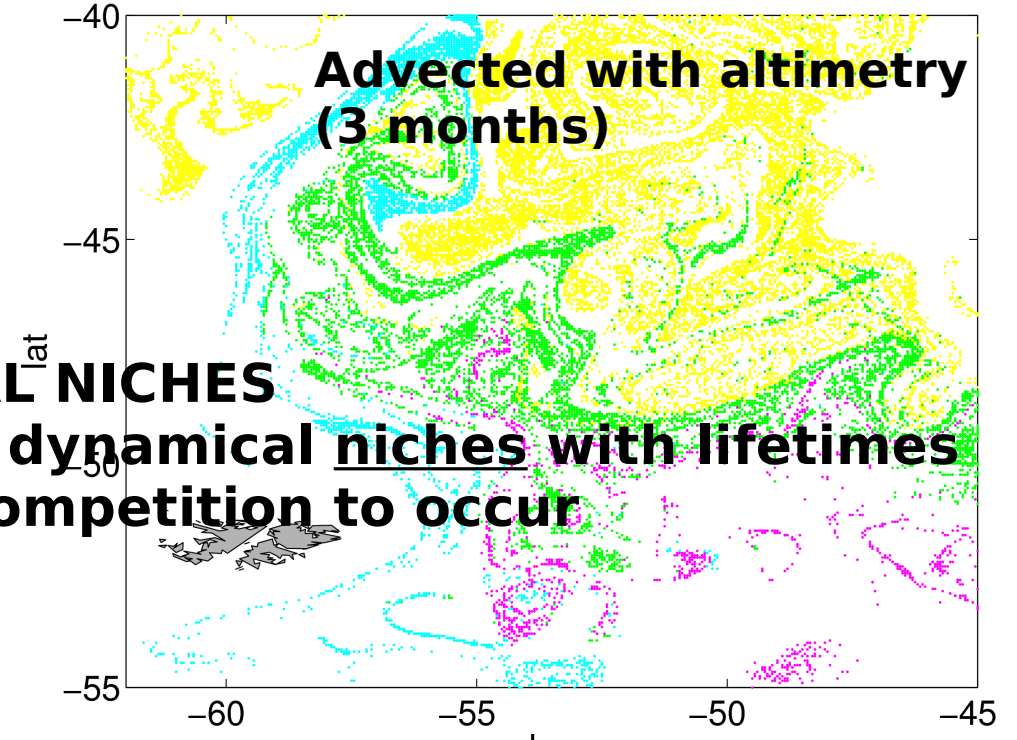 −40
Advected with altimetry
(3 months)
−45
lat
L NICHES
dynamical niches with lifetimes
−50
ompetition to occur
−55
−60 −55 −50 −45